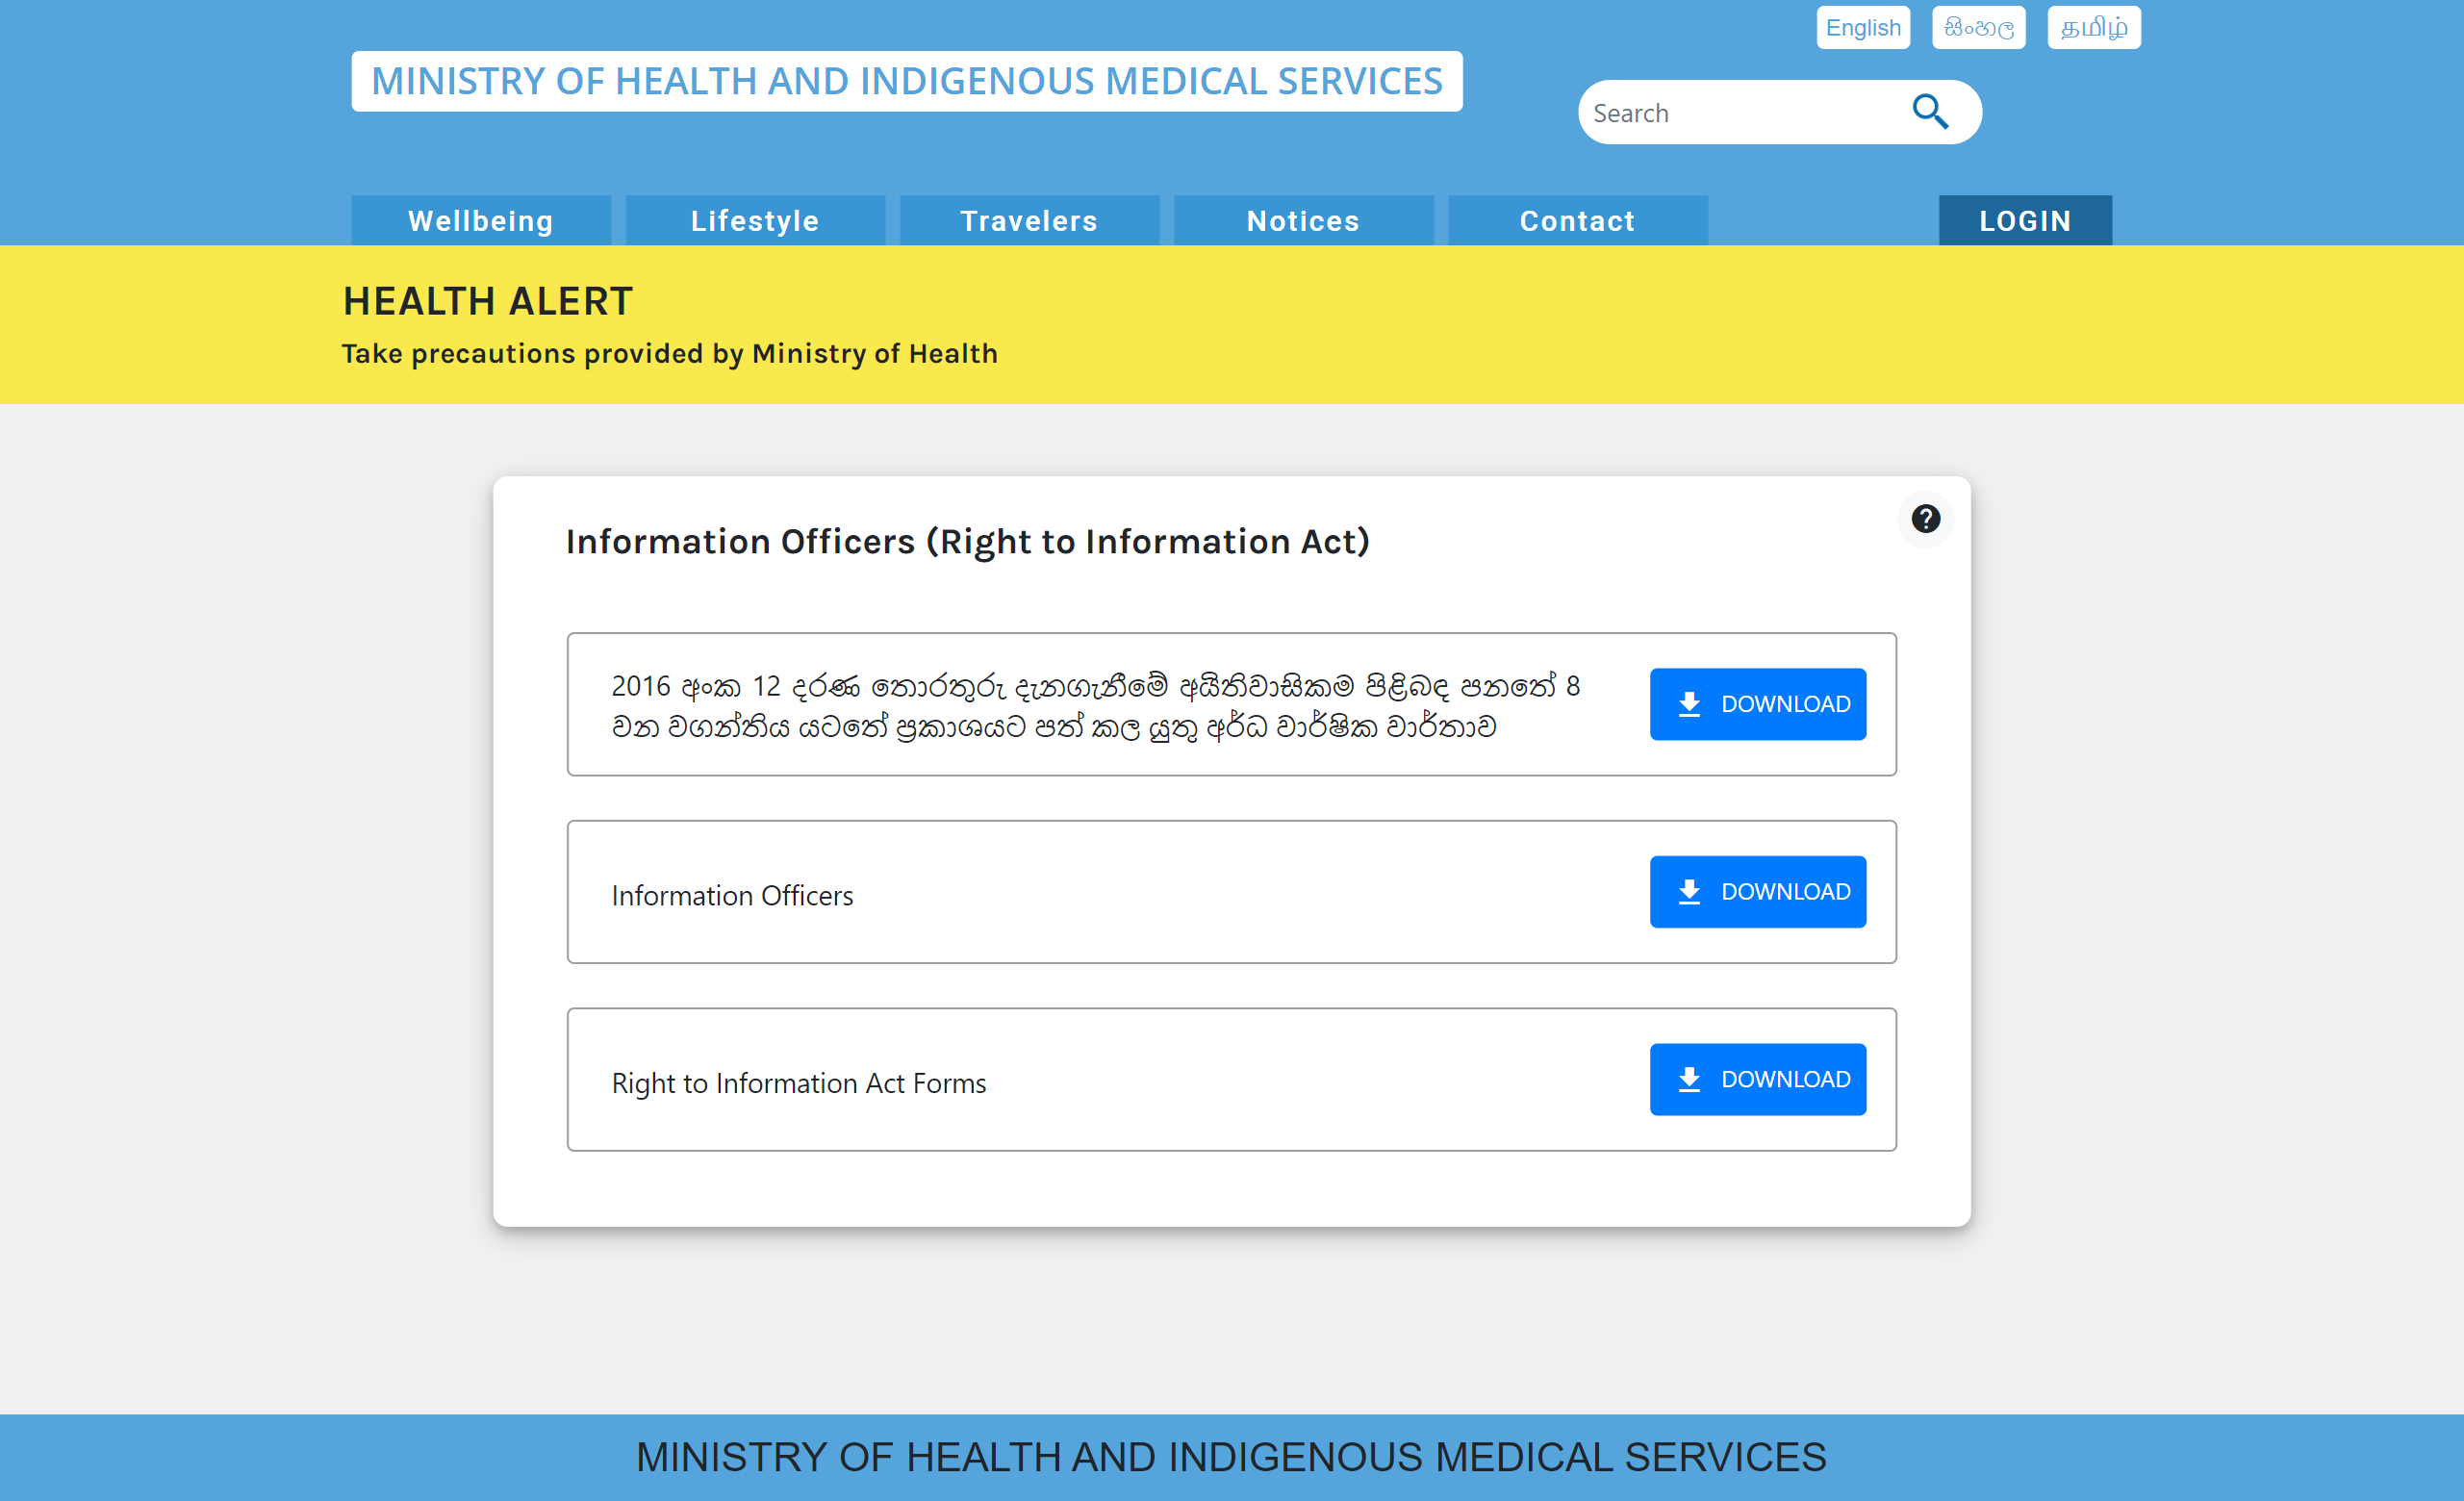 English සිංහල தமிழ்
MINISTRY OF HEALTH AND INDIGENOUS MEDICAL SERVICES
Search
Wellbeing Lifestyle Travelers Notices Contact LOGIN
HEALTH ALERT
Take precautions provided by Ministry of Health
Information Officers (Right to Information Act)
2016 අංක 12 දරණ තොරතුරු දැනගැනීමේ අයිතිවාසිකම පිළිබඳ පනතේ 8
වන වගන්තිය යටතේ ප්‍රකාශයට පත් කල යුතු අර්ධ වාර්ෂික වාර්තාව
DOWNLOAD
Information Officers
DOWNLOAD
Right to Information Act Forms
DOWNLOAD
MINISTRY OF HEALTH AND INDIGENOUS MEDICAL SERVICES